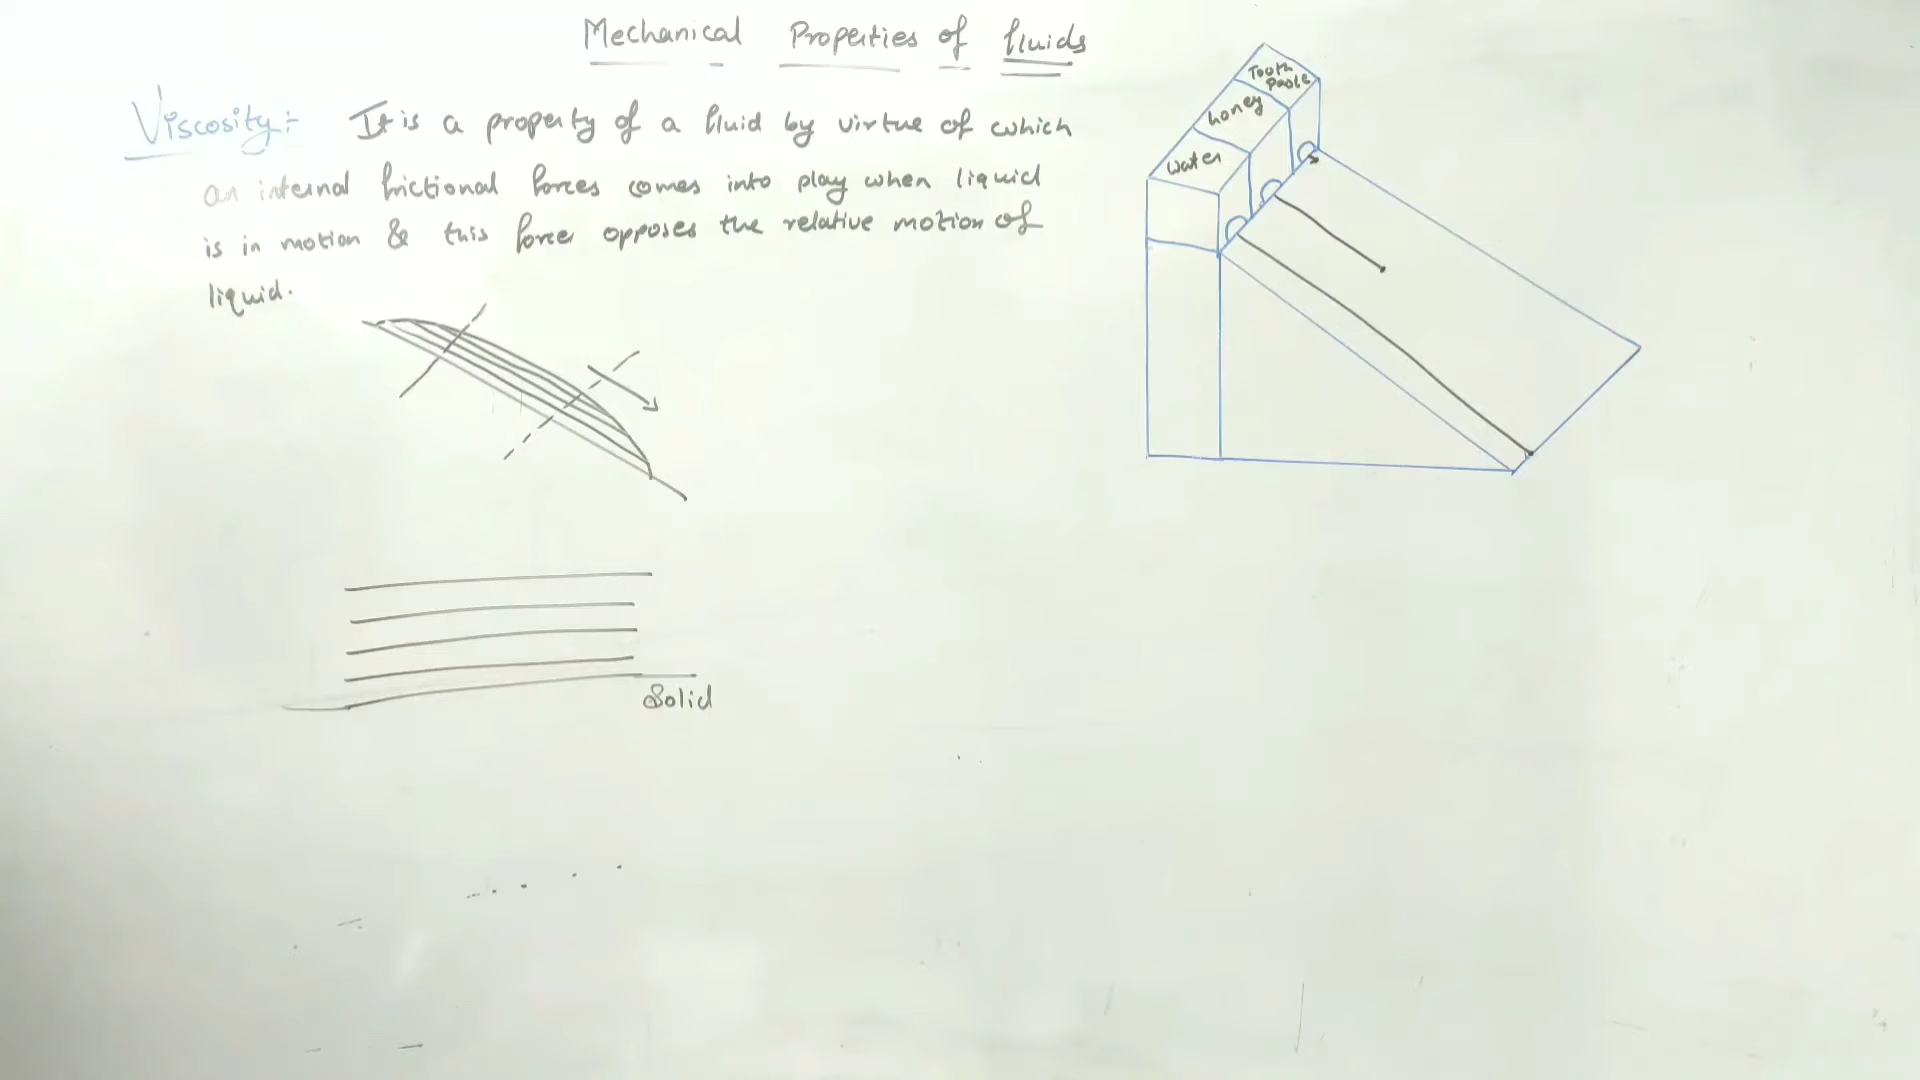 Mechanical Properties of fluids
Viscosity:- It is a property of a fluid by virtue of which
an internal frictional forces comes into play when liquid
is in motion & this force opposes the relative motion of
liquid.
Tooth
Paste
honey
water
Solid